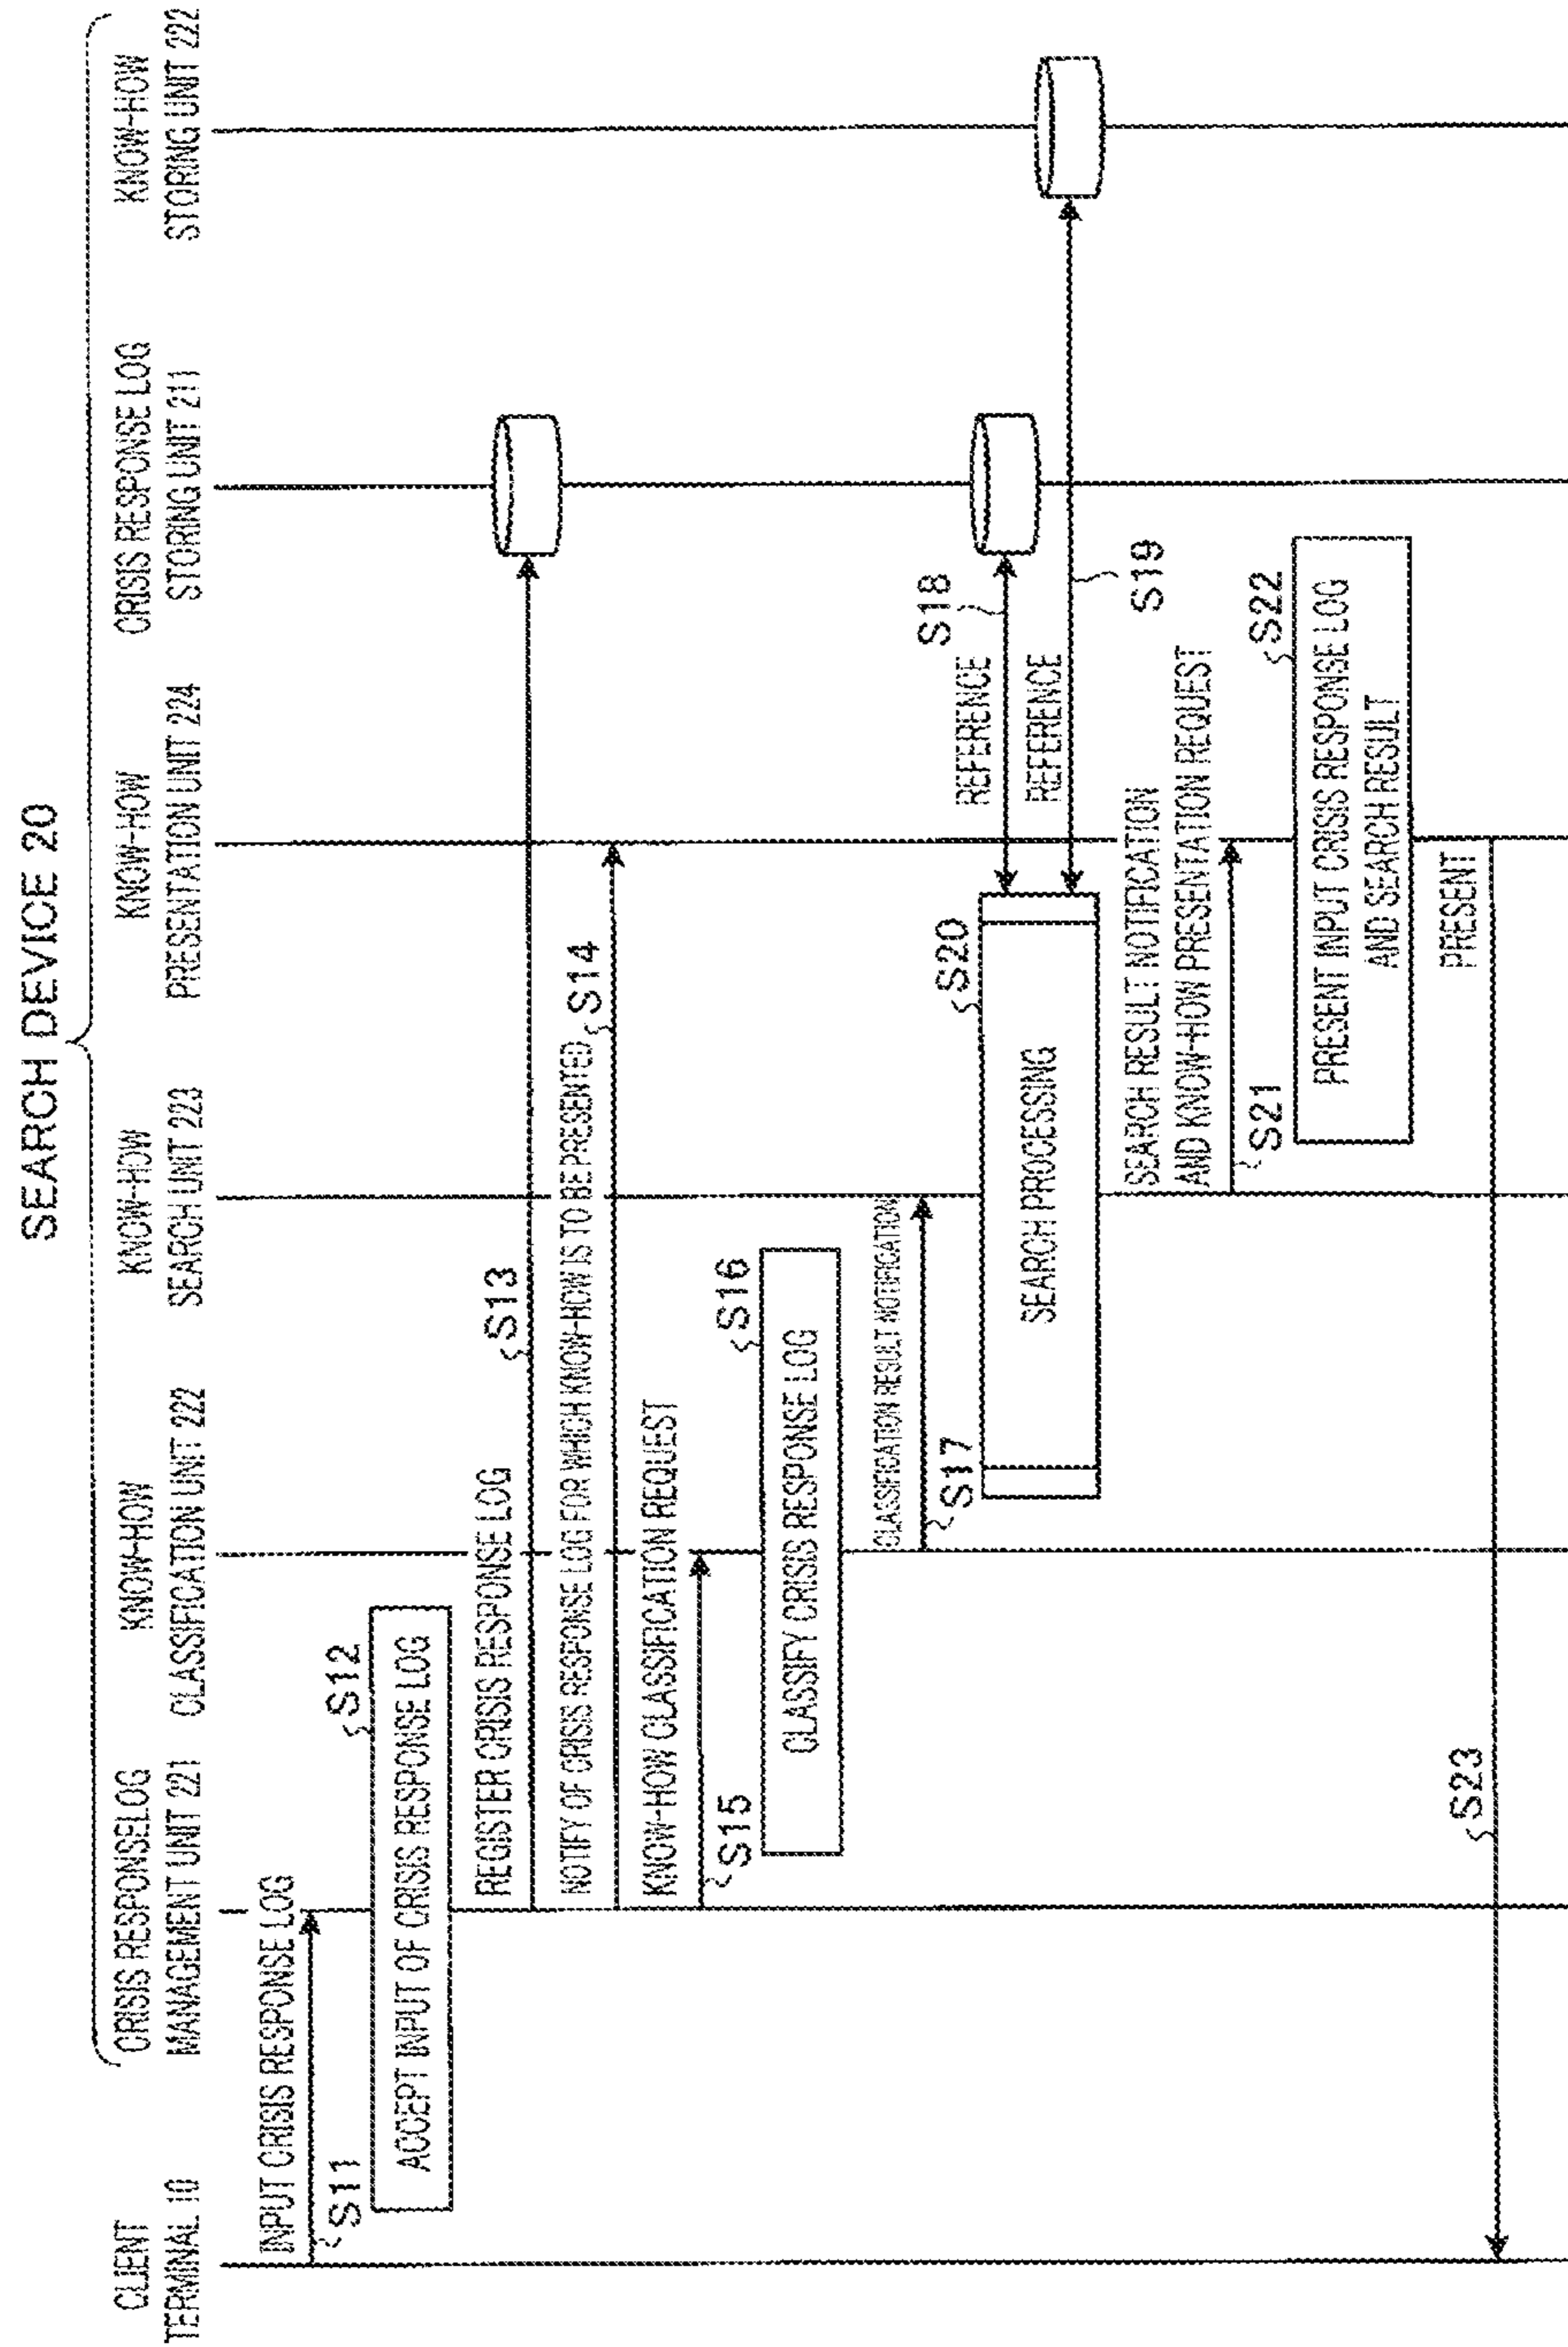 SEARCH DEVICE 20
CLIENT
TERMINAL 10
CRISIS RESPONSELOG
MANAGEMENT UNIT 221
KNOW-HOW
CLASSIFICATION UNIT 222
KNOW-HOW
SEARCH UNIT 223
KNOW-HOW
PRESENTATION UNIT 224
CRISIS RESPONSE LOG
STORING UNIT 211
KNOW-HOW
STORING UNIT 222
INPUT CRISIS RESPONSE LOG
S11
S12
ACCEPT INPUT OF CRISIS RESPONSE LOG
REGISTER CRISIS RESPONSE LOG
S13
NOTIFY OF CRISIS RESPONSE LOG FOR WHICH KNOW-HOW IS TO BE PRESENTED
S14
KNOW-HOW CLASSIFICATION REQUEST
S15
S16
CLASSIFY CRISIS RESPONSE LOG
CLASSIFICATION RESULT NOTIFICATION
S17
REFERENCE
S18
REFERENCE
S19
S20
SEARCH PROCESSING
SEARCH RESULT NOTIFICATION
AND KNOW-HOW PRESENTATION REQUEST
S21
S22
PRESENT INPUT CRISIS RESPONSE LOG
AND SEARCH RESULT
PRESENT
S23